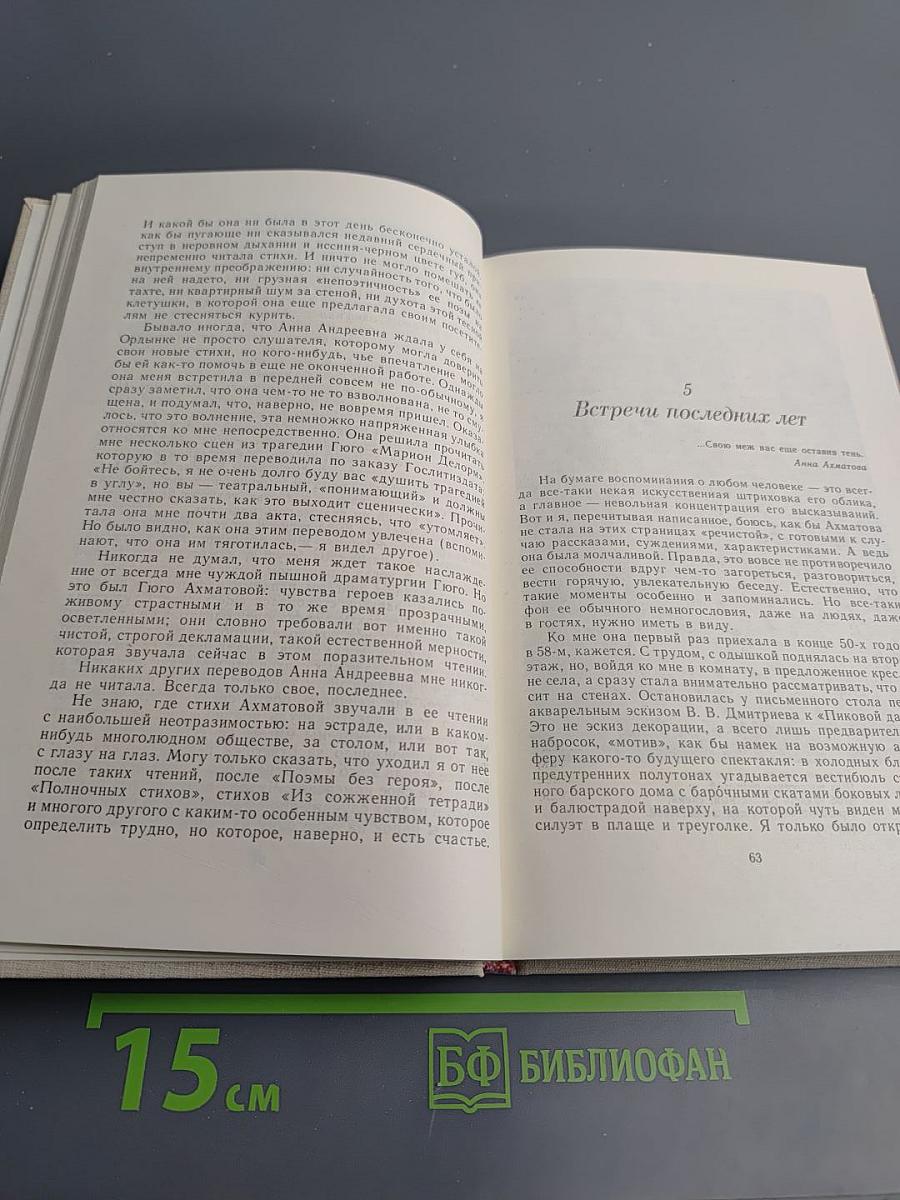 И какой бы она ни была в этот день бесконечно усталой,
как бы пугающе ни сказывался недавний сердечный при-
ступ в неровном дыхании и иссиня-черном цвете губ, она
непременно читала стихи. И ничто не могло помешать ее
внутреннему преображению: ни случайность того, что было
на ней надето, ни грузная «непоэтичность» ее позы на
тахте, ни квартирный шум за стеной, ни духота этой тесной
клетушки, в которой она еще предлагала своим посетите-
лям не стесняться курить.
Бывало иногда, что Анна Андреевна ждала у себя на
Ордынке не просто слушателя, которому могла доверить
свои новые стихи, но кого-нибудь, чье впечатление могло
бы ей как-то помочь в еще не оконченной работе. Однажды
она меня встретила в передней совсем не по-обычному, я
сразу заметил, что она чем-то не то взволнована, не то сму-
щена, и подумал, что, наверно, не вовремя пришел. Оказа-
лось, что это волнение, эта немножко напряженная улыбка
относятся ко мне непосредственно. Она решила прочитать
мне несколько сцен из трагедии Гюго «Марион Делорм»,
которую в то время переводила по заказу Гослитиздата:
«Не бойтесь, я не очень долго буду вас "душить трагедией
в углу", но вы — театральный, «понимающий» и должны
мне честно сказать, как это выходит сценически». Прочи-
тала она мне почти два акта, стесняясь, что «утомляет».
Но было видно, как она этим переводом увлечена (вспоми-
нают, что она им тяготилась,— я видел другое).
Никогда не думал, что меня ждет такое наслажде-
ние от всегда мне чуждой пышной драматургии Гюго. Но
это был Гюго Ахматовой: чувства героев казались по-
живому страстными и в то же время прозрачными,
осветленными; они словно требовали вот именно такой
чистой, строгой декламации, такой естественной мерности,
которая звучала сейчас в этом поразительном чтении.
Никаких других переводов Анна Андреевна мне никог-
да не читала. Всегда только свое, последнее.
Не знаю, где стихи Ахматовой звучали в ее чтении
с наибольшей неотразимостью: на эстраде, или в каком-
нибудь многолюдном обществе, за столом, или вот так,
с глазу на глаз. Могу только сказать, что уходил я от нее
после таких чтений, после «Поэмы без героя», после
«Полночных стихов», стихов «Из сожженной тетради»
и многого другого с каким-то особенным чувством, которое
определить трудно, но которое, наверно, и есть счастье.
5
Встречи последних лет
...Свою меж вас еще оставив тень.
Анна Ахматова
На бумаге воспоминания о любом человеке — это всег-
да все-таки некая искусственная штриховка его облика,
а главное — невольная концентрация его высказываний.
Вот и я, перечитывая написанное, боюсь, как бы Ахматова
не стала на этих страницах «речистой», с готовыми к слу-
чаю рассказами, суждениями, характеристиками. А ведь
она была молчаливой. Правда, это вовсе не противоречило
ее способности вдруг чем-то загореться, разговориться,
вести горячую, увлекательную беседу. Естественно, что
такие моменты особенно и запоминались. Но все-таки
фон ее обычного немногословия, даже на людях, даже
в гостях, нужно иметь в виду.
Ко мне она первый раз приехала в конце 50-х годо
в 58-м, кажется. С трудом, с одышкой поднялась на втор
этаж, но, войдя ко мне в комнату, в предложенное крес
не села, а сразу стала внимательно рассматривать, что
сит на стенах. Остановилась у письменного стола пе
акварельным эскизом В. В. Дмитриева к «Пиковой да
Это не эскиз декорации, а всего лишь предварител
набросок, «мотив», как бы намек на возможную а
феру какого-то будущего спектакля: в холодных бл
предутренних полутонах угадывается вестибюль с
ного барского дома с барочными скатами боковых л
и балюстрадой наверху, на которой чуть виден м
силуэт в плаще и треуголке. Я только было откр
63
15 см
БФ БИБЛИОФАН